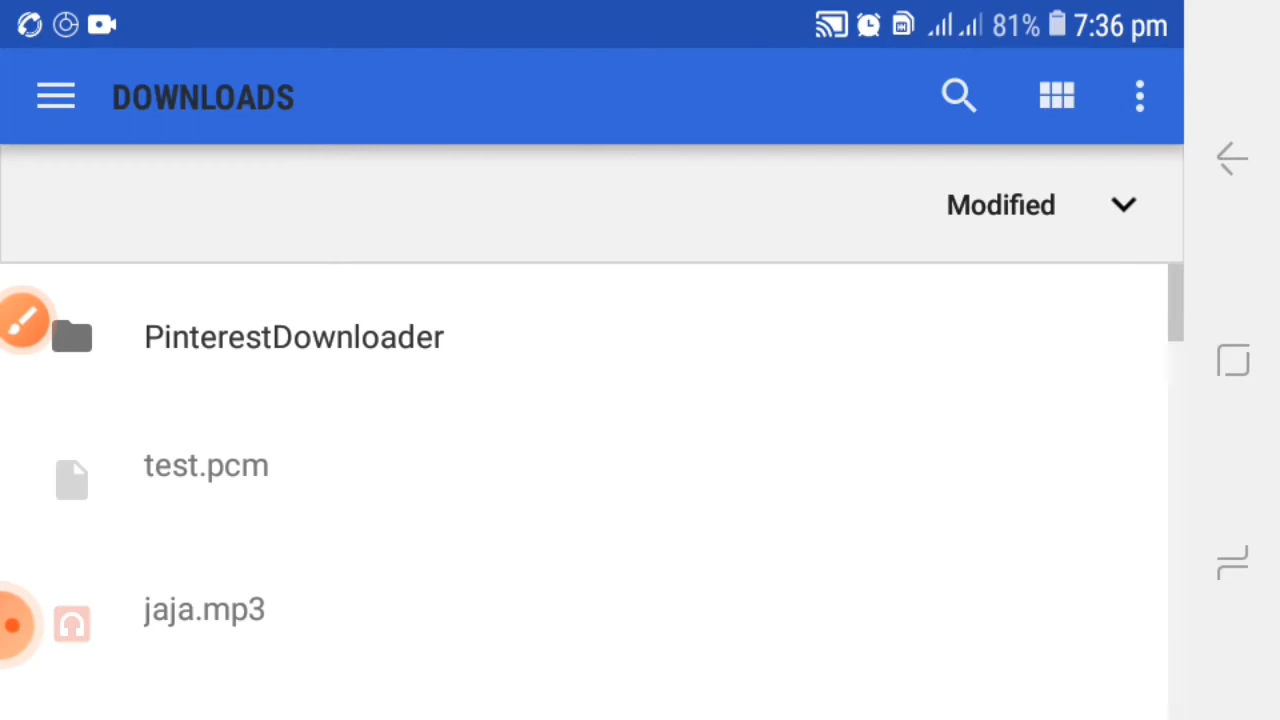 81% 7:36 pm
DOWNLOADS
Modified
PinterestDownloader
test.pcm
jaja.mp3